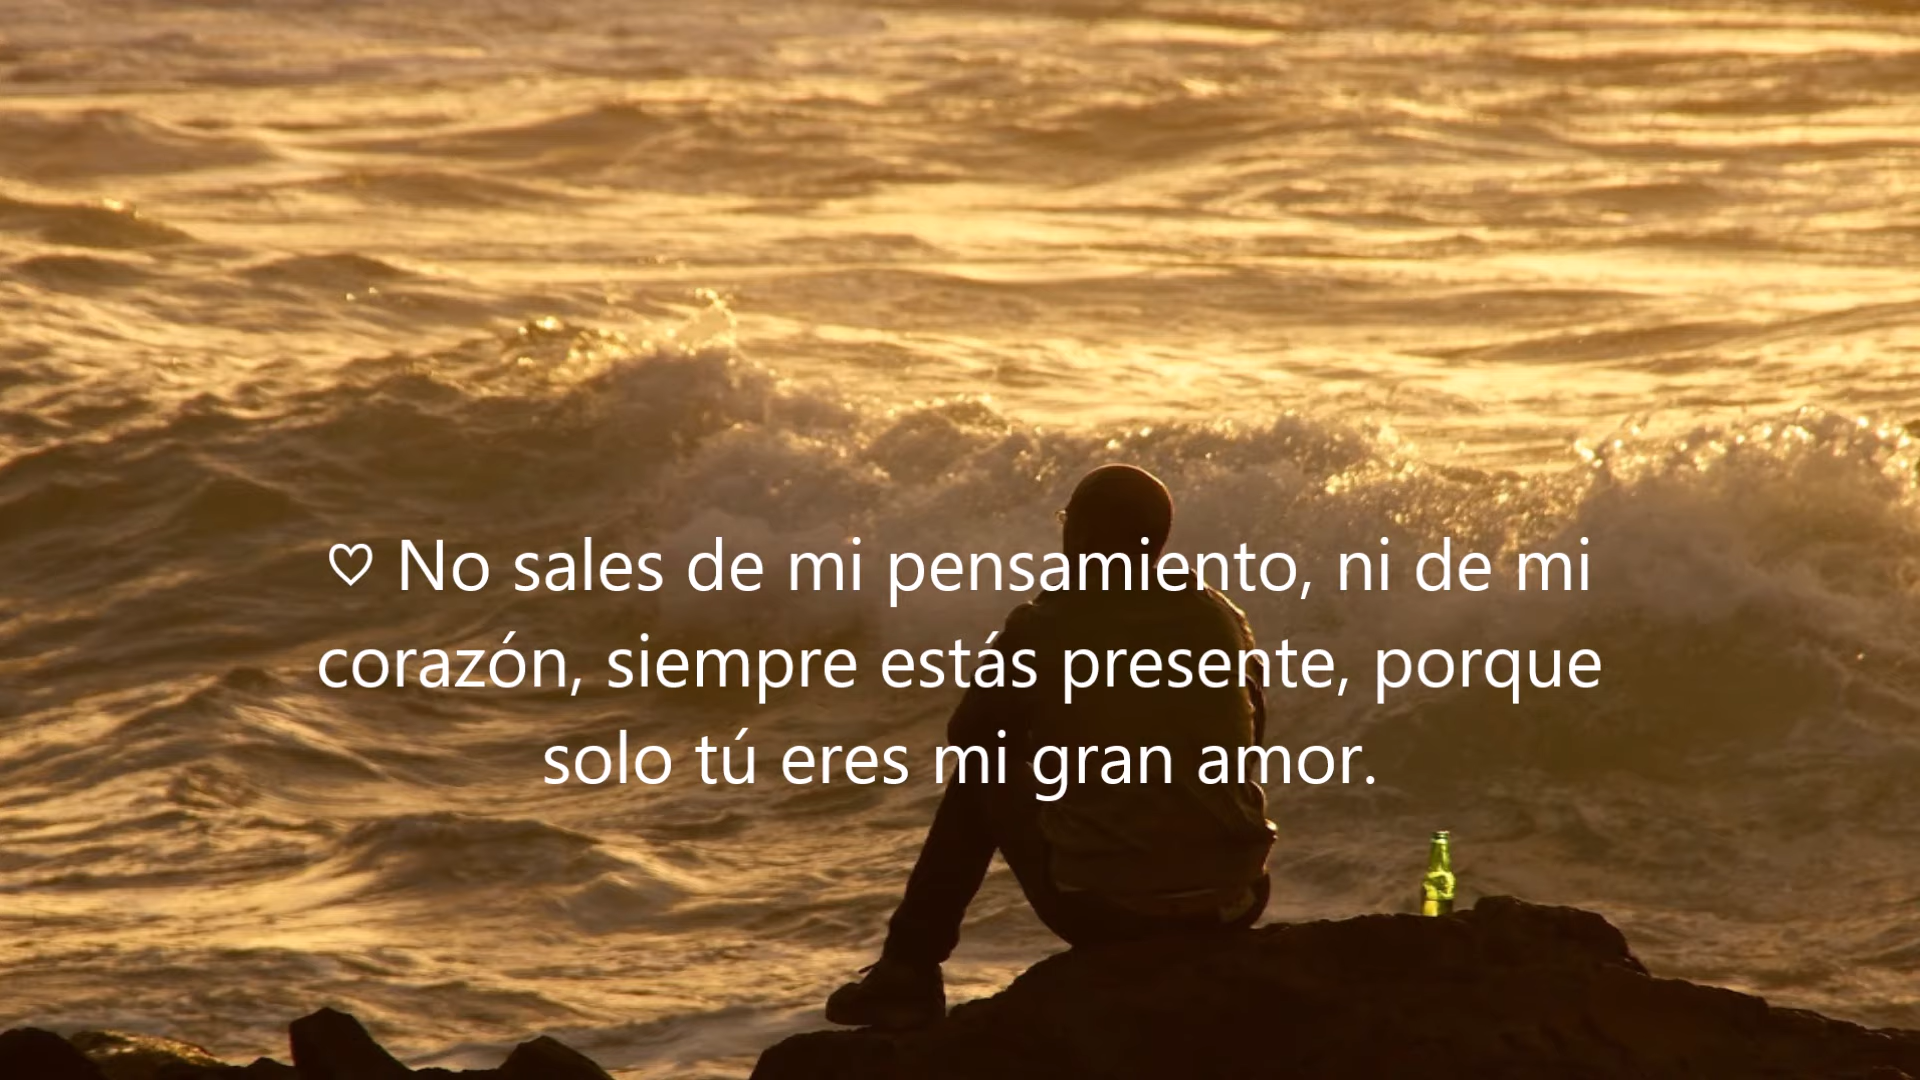 ♡ No sales de mi pensamiento, ni de mi
corazón, siempre estás presente, porque
solo tú eres mi gran amor.